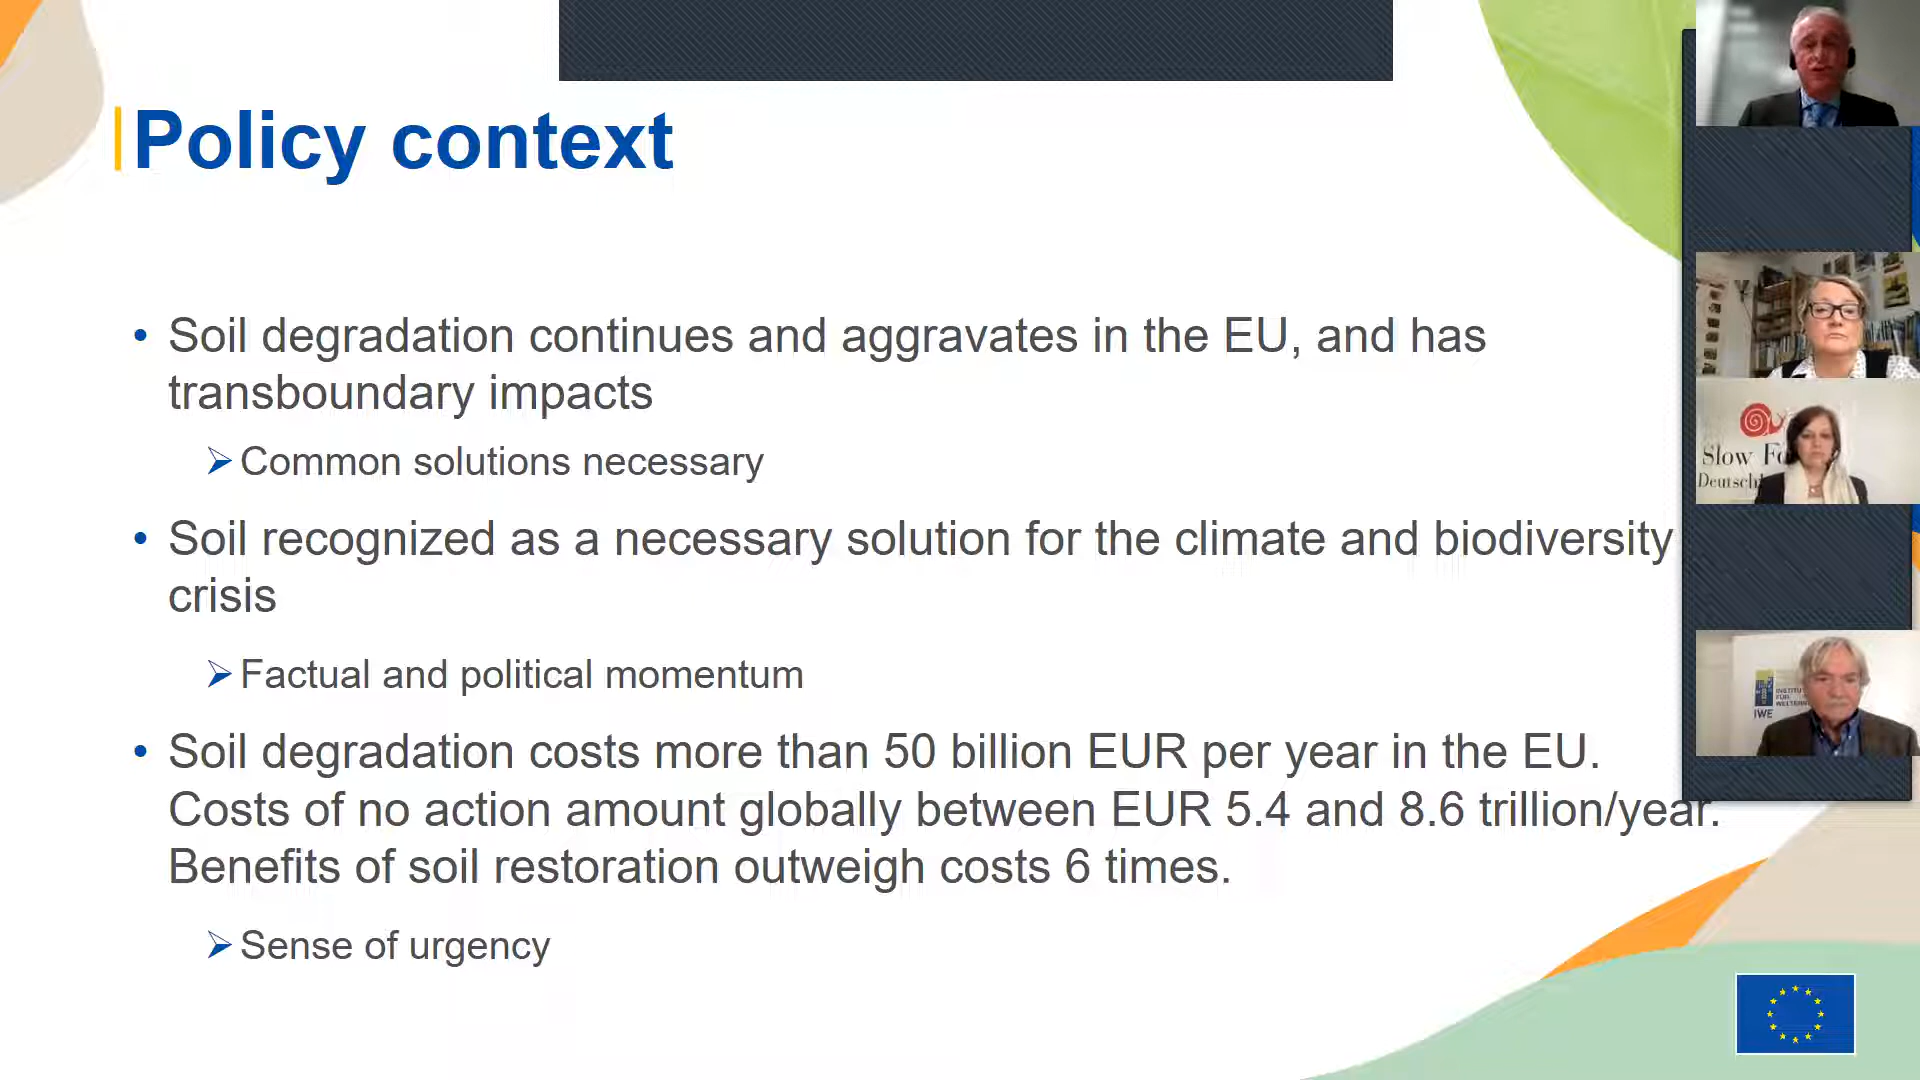 Policy context
• Soil degradation continues and aggravates in the EU, and has
transboundary impacts
➢ Common solutions necessary
• Soil recognized as a necessary solution for the climate and biodiversity
crisis
➢ Factual and political momentum
• Soil degradation costs more than 50 billion EUR per year in the EU.
Costs of no action amount globally between EUR 5.4 and 8.6 trillion/year.
Benefits of soil restoration outweigh costs 6 times.
➢ Sense of urgency
Slow
IWE
FÜR